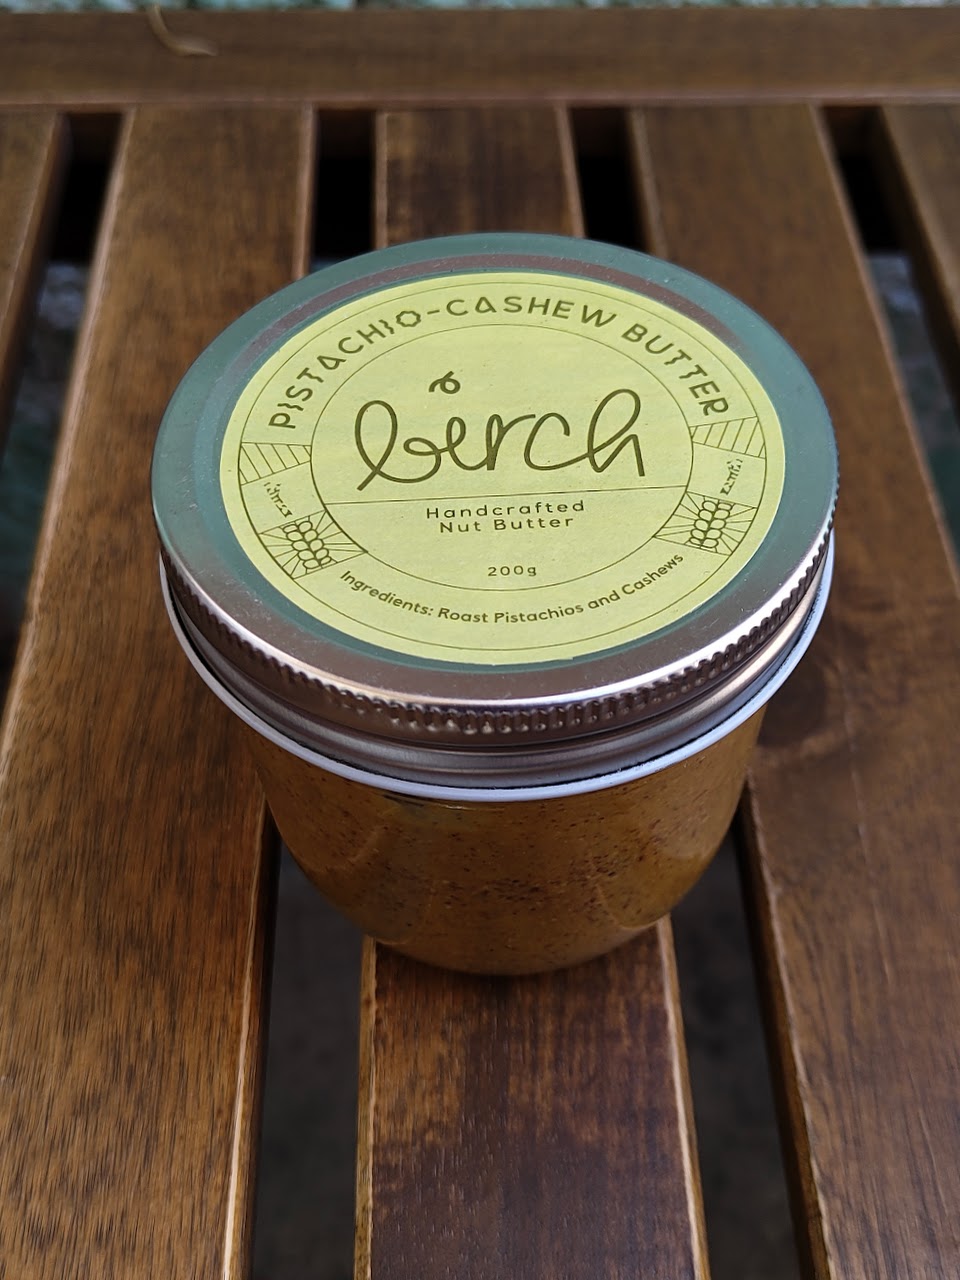 PISTACHIO-CASHEW BUTTER
birch
Handcrafted
Nut Butter
200g
Ingredients: Roast Pistachios and Cashews